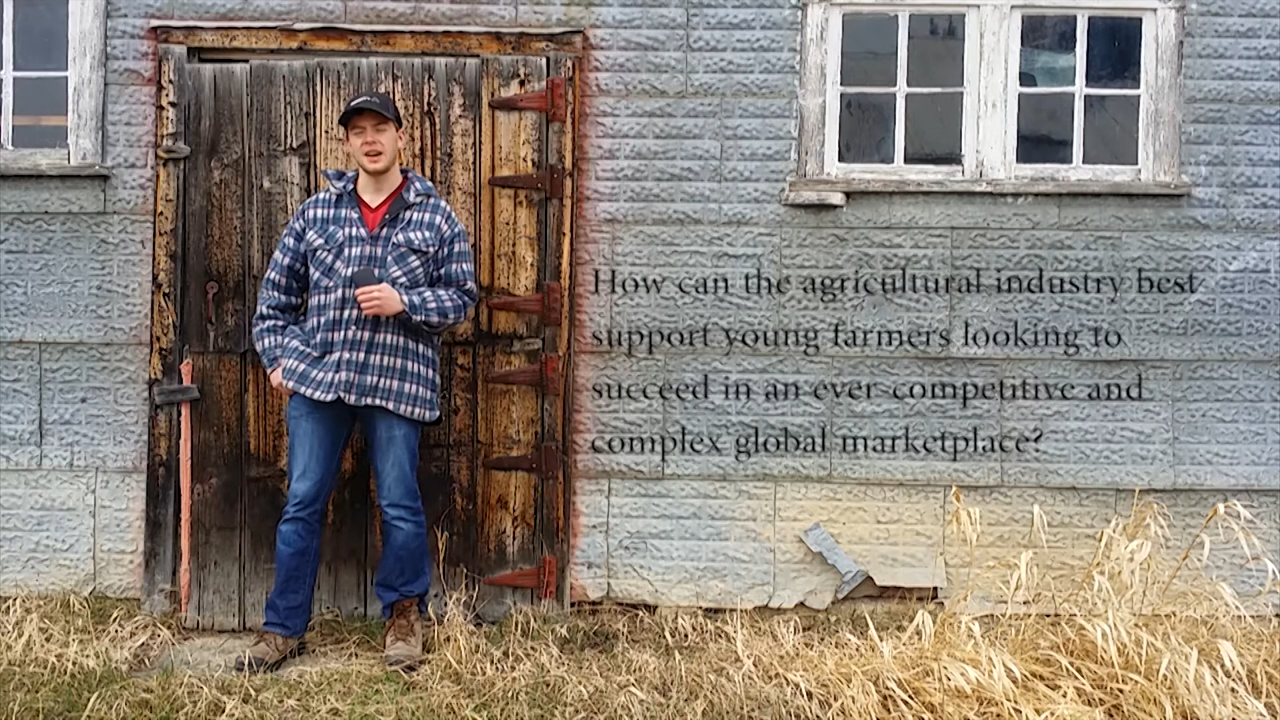 How can the agricultural industry best
support young farmers looking to
succeed in an ever-competitive and
complex global marketplace?